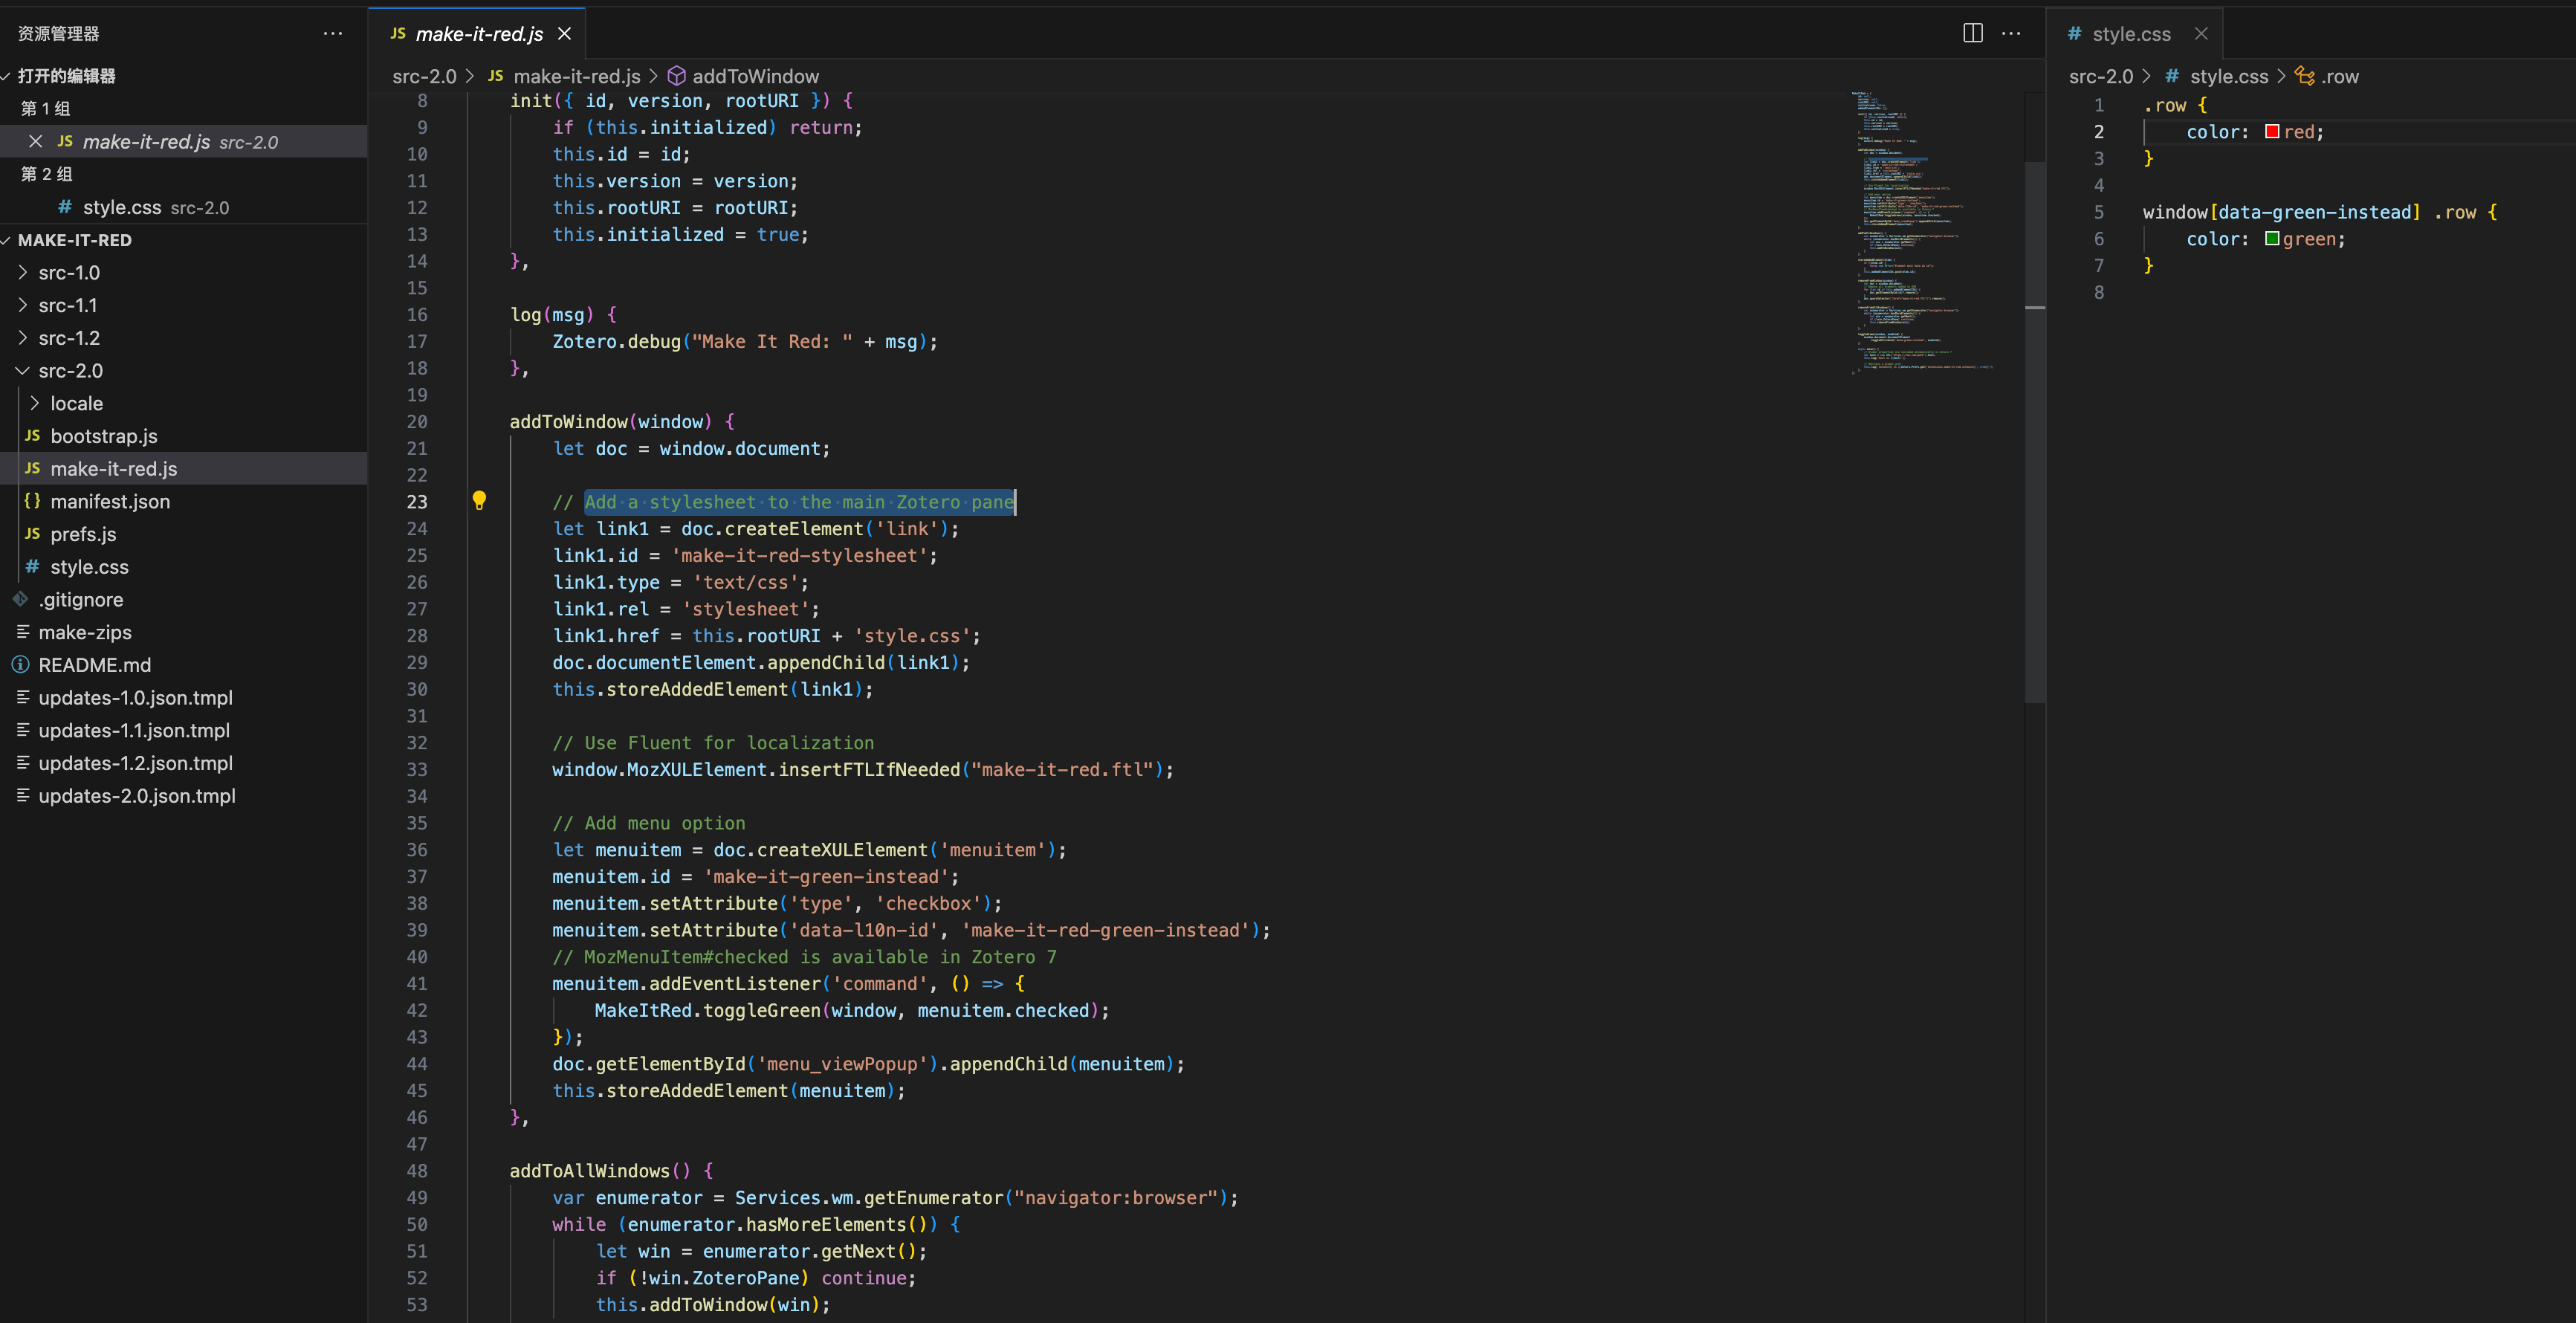 资源管理器
打开的编辑器
第 1 组
JS make-it-red.js src-2.0
第 2 组
# style.css src-2.0
MAKE-IT-RED
src-1.0
src-1.1
src-1.2
src-2.0
locale
JS bootstrap.js
JS make-it-red.js
{} manifest.json
JS prefs.js
# style.css
.gitignore
make-zips
README.md
updates-1.0.json.tmpl
updates-1.1.json.tmpl
updates-1.2.json.tmpl
updates-2.0.json.tmpl
JS make-it-red.js
src-2.0 > JS make-it-red.js > addToWindow
8 init({ id, version, rootURI }) {
9 if (this.initialized) return;
10 this.id = id;
11 this.version = version;
12 this.rootURI = rootURI;
13 this.initialized = true;
14 },
15
16 log(msg) {
17 Zotero.debug("Make It Red: " + msg);
18 },
19
20 addToWindow(window) {
21 let doc = window.document;
22
23 // Add a stylesheet to the main Zotero pane
24 let link1 = doc.createElement('link');
25 link1.id = 'make-it-red-stylesheet';
26 link1.type = 'text/css';
27 link1.rel = 'stylesheet';
28 link1.href = this.rootURI + 'style.css';
29 doc.documentElement.appendChild(link1);
30 this.storeAddedElement(link1);
31
32 // Use Fluent for localization
33 window.MozXULElement.insertFTLIfNeeded("make-it-red.ftl");
34
35 // Add menu option
36 let menuitem = doc.createXULElement('menuitem');
37 menuitem.id = 'make-it-green-instead';
38 menuitem.setAttribute('type', 'checkbox');
39 menuitem.setAttribute('data-l10n-id', 'make-it-red-green-instead');
40 // MozMenuItem#checked is available in Zotero 7
41 menuitem.addEventListener('command', () => {
42 MakeItRed.toggleGreen(window, menuitem.checked);
43 });
44 doc.getElementById('menu_viewPopup').appendChild(menuitem);
45 this.storeAddedElement(menuitem);
46 },
47
48 addToAllWindows() {
49 var enumerator = Services.wm.getEnumerator("navigator:browser");
50 while (enumerator.hasMoreElements()) {
51 let win = enumerator.getNext();
52 if (!win.ZoteroPane) continue;
53 this.addToWindow(win);
# style.css
src-2.0 > # style.css > .row
1 .row {
2 color: red;
3 }
4
5 window[data-green-instead] .row {
6 color: green;
7 }
8